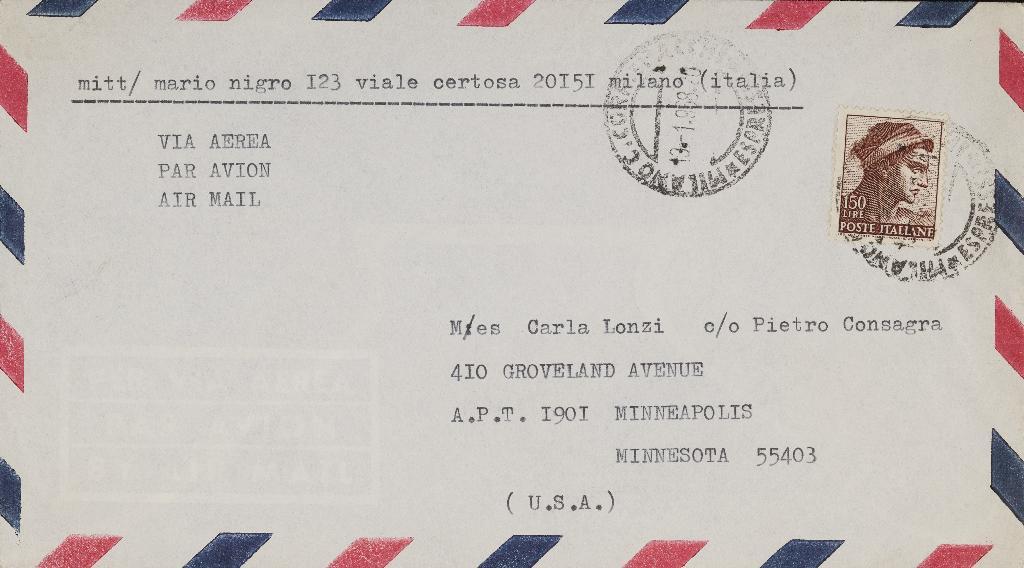 mitt/ mario nigro I23 viale certosa 20I5I milano (italia)
VIA AEREA
PAR AVION
AIR MAIL
150
LIRE
POSTE ITALIANE
M/es Carla Lonzi c/o Pietro Consagra
4IO GROVELAND AVENUE
A.P.T. I9OI MINNEAPOLIS
MINNESOTA 55403
( U.S.A.)